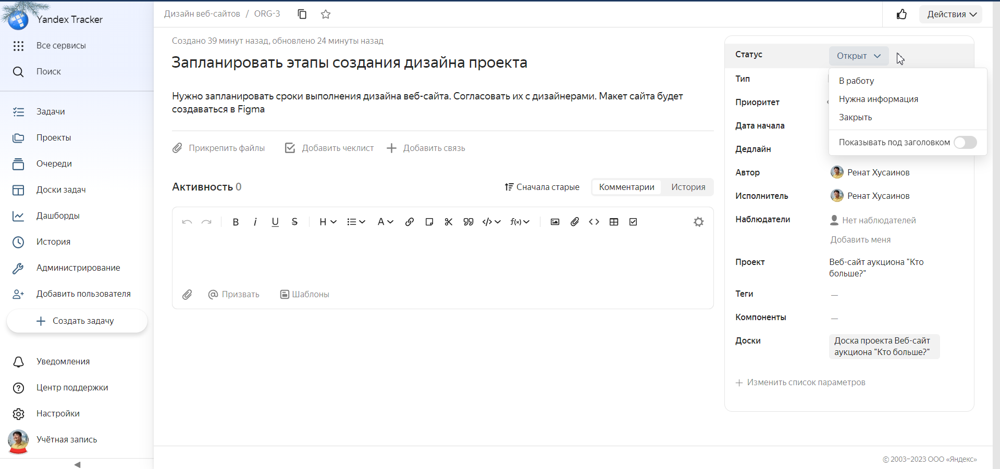 Yandex Tracker
Все сервисы
Поиск
Задачи
Проекты
Очереди
Доски задач
Дашборды
История
Администрирование
Добавить пользователя
Создать задачу
Уведомления
Центр поддержки
Настройки
Учётная запись
Дизайн веб-сайтов / ORG-3
Действия
Создано 39 минут назад, обновлено 24 минуты назад
Запланировать этапы создания дизайна проекта
Нужно запланировать сроки выполнения дизайна веб-сайта. Согласовать их с дизайнерами. Макет сайта будет
создаваться в Figma
Прикрепить файлы Добавить чеклист Добавить связь
Активность 0 Сначала старые Комментарии История
B i U S H A f(x)
Призвать Шаблоны
Статус Открыт
В работу
Нужна информация
Закрыть
Показывать под заголовком
Тип
Приоритет
Дата начала
Дедлайн
Автор Ренат Хусаинов
Исполнитель Ренат Хусаинов
Наблюдатели Нет наблюдателей
Добавить меня
Проект Веб-сайт аукциона "Кто
больше?"
Теги —
Компоненты —
Доски Доска проекта Веб-сайт
аукциона "Кто больше?"
Изменить список параметров
© 2003–2023 ООО «Яндекс»